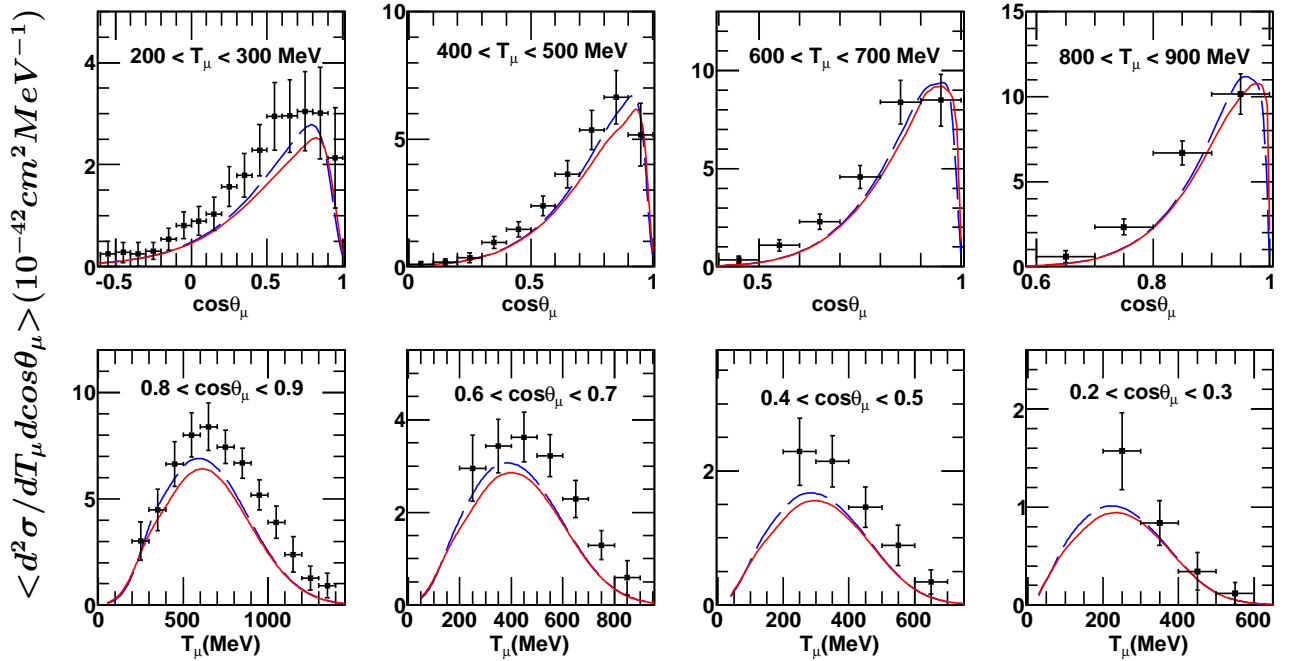 <d²σ/dT_μ dcosθ_μ>(10⁻⁴²cm²MeV⁻¹)
200 < T_μ < 300 MeV
0 2 4
-0.5 0 0.5 1
cosθ_μ
400 < T_μ < 500 MeV
0 5 10
0.5 1
cosθ_μ
600 < T_μ < 700 MeV
0 5 10
0.5 1
cosθ_μ
800 < T_μ < 900 MeV
0 5 10 15
0.6 0.8 1
cosθ_μ
0.8 < cosθ_μ < 0.9
0 5 10
0 500 1000
T_μ(MeV)
0.6 < cosθ_μ < 0.7
0 2 4
0 200 400 600 800
T_μ(MeV)
0.4 < cosθ_μ < 0.5
0 2
0 200 400 600
T_μ(MeV)
0.2 < cosθ_μ < 0.3
0 1 2
0 200 400 600
T_μ(MeV)